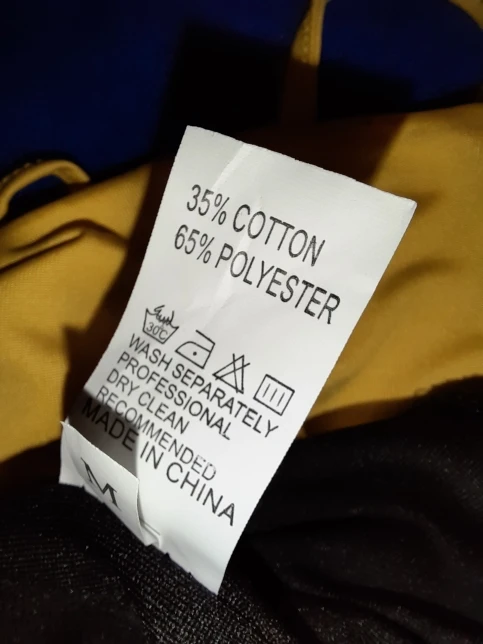 35% COTTON
65% POLYESTER
30°C
WASH SEPARATELY
PROFESSIONAL
DRY CLEAN
RECOMMENDED
MADE IN CHINA
M